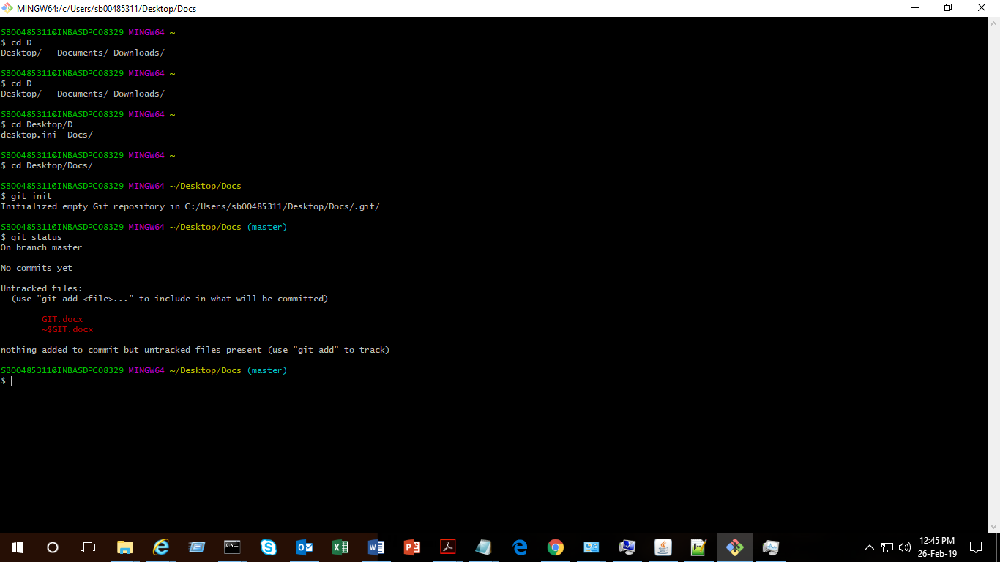 MINGW64:/c/Users/sb00485311/Desktop/Docs
SB00485311@INBASDPC08329 MINGW64 ~
$ cd D
Desktop/   Documents/ Downloads/
SB00485311@INBASDPC08329 MINGW64 ~
$ cd D
Desktop/   Documents/ Downloads/
SB00485311@INBASDPC08329 MINGW64 ~
$ cd Desktop/D
desktop.ini  Docs/
SB00485311@INBASDPC08329 MINGW64 ~
$ cd Desktop/Docs/
SB00485311@INBASDPC08329 MINGW64 ~/Desktop/Docs
$ git init
Initialized empty Git repository in C:/Users/sb00485311/Desktop/Docs/.git/
SB00485311@INBASDPC08329 MINGW64 ~/Desktop/Docs (master)
$ git status
On branch master
No commits yet
Untracked files:
  (use "git add <file>..." to include in what will be committed)
        GIT.docx
        ~$GIT.docx
nothing added to commit but untracked files present (use "git add" to track)
SB00485311@INBASDPC08329 MINGW64 ~/Desktop/Docs (master)
$
12:45 PM
26-Feb-19